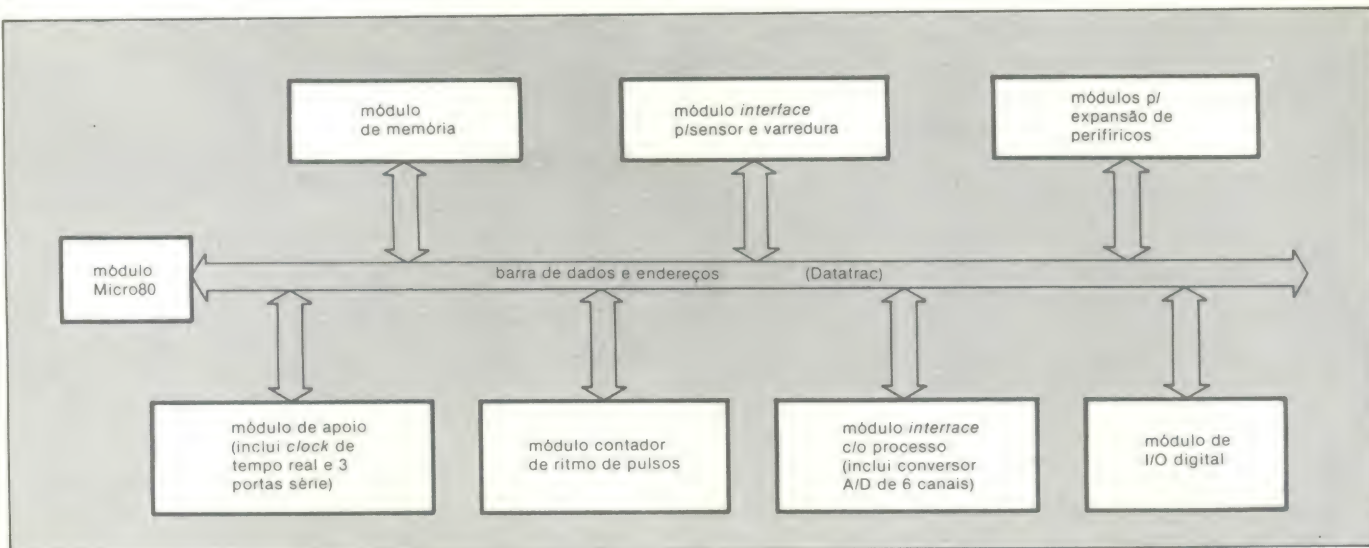 módulo
de memória
módulo interface
p/sensor e varredura
módulos p/
expansão de
perifíricos
módulo
Micro80
barra de dados e endereços (Datatrac)
módulo de apoio
(inclui clock de
tempo real e 3
portas série)
módulo contador
de ritmo de pulsos
módulo interface
c/o processo
(inclui conversor
A/D de 6 canais)
módulo de
I/O digital